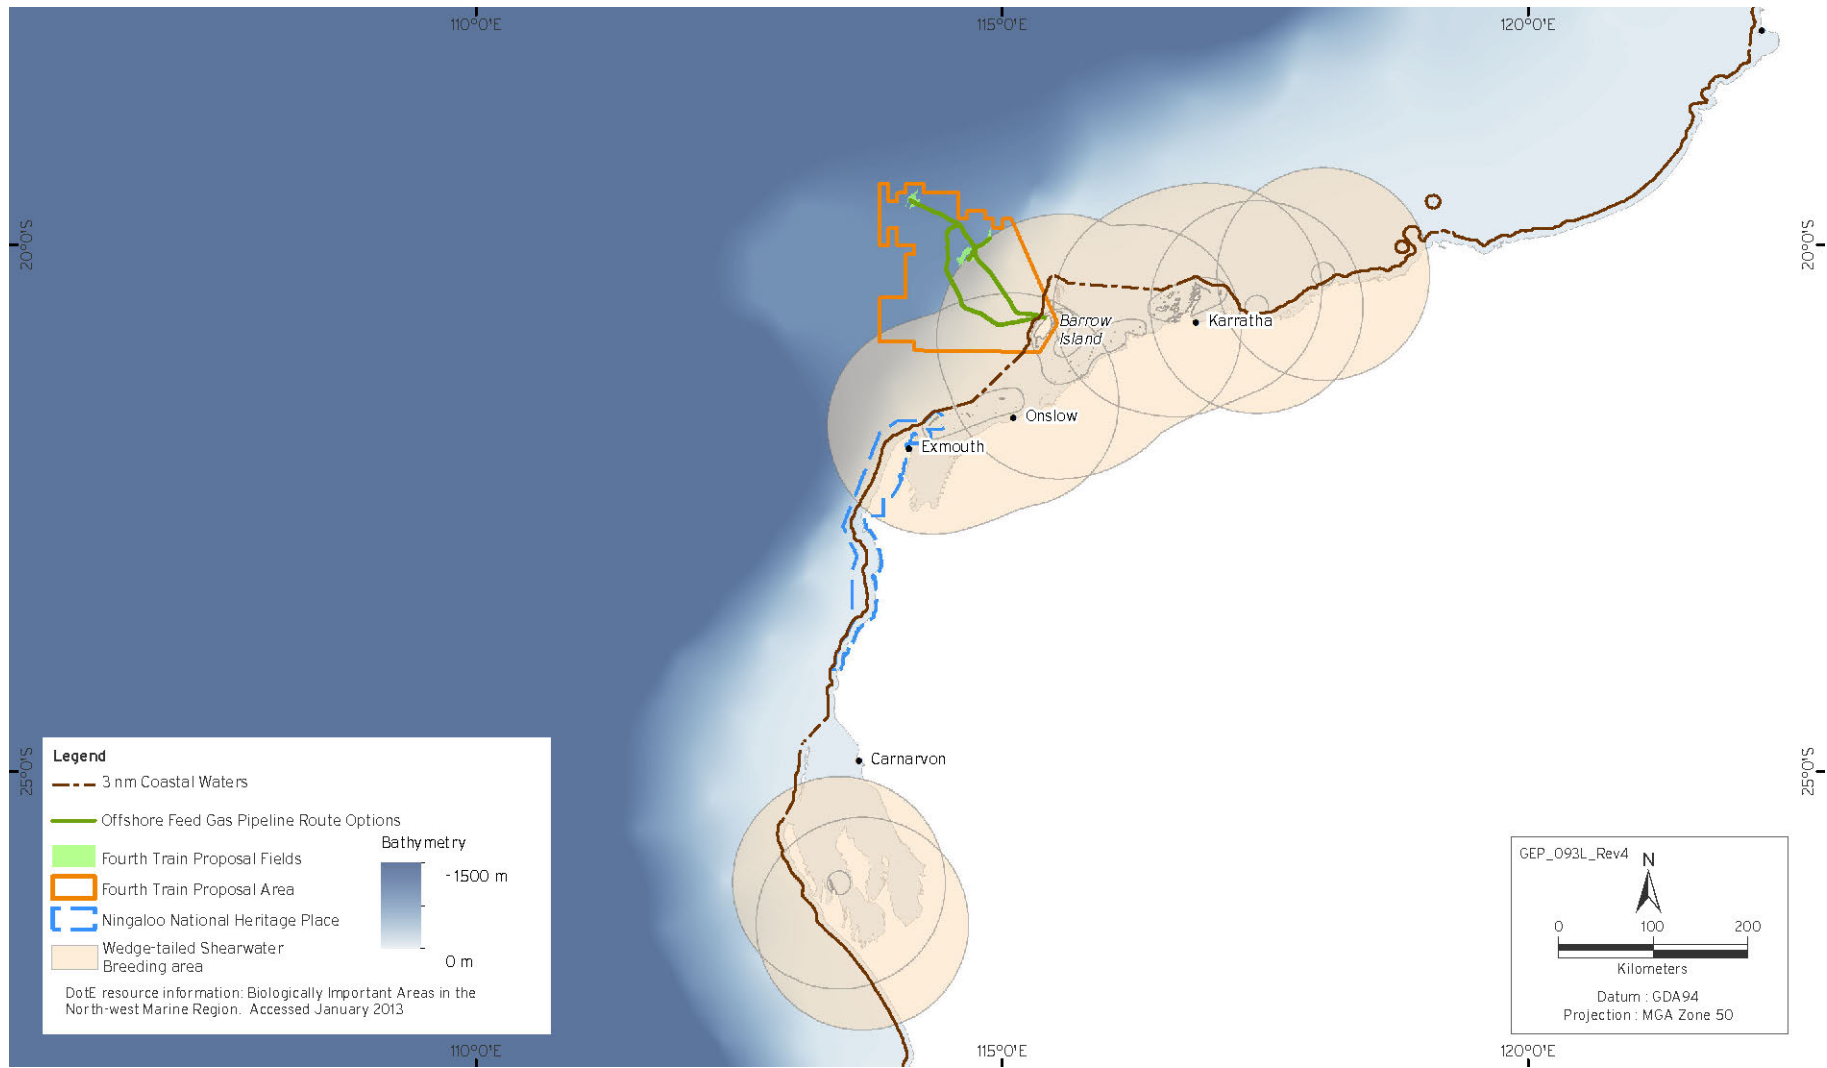 110°0'E
115°0'E
120°0'E
20°0'S
20°0'S
Barrow
Island
Karratha
Onslow
Exmouth
Carnarvon
25°0'S
25°0'S
Legend
3 nm Coastal Waters
Offshore Feed Gas Pipeline Route Options
Fourth Train Proposal Fields
Fourth Train Proposal Area
Ningaloo National Heritage Place
Wedge-tailed Shearwater
Breeding area
Bathymetry
-1500 m
0 m
DotE resource information: Biologically Important Areas in the
North-west Marine Region. Accessed January 2013
GEP_093L_Rev4
N
0 100 200
Kilometers
Datum : GDA94
Projection : MGA Zone 50
110°0'E
115°0'E
120°0'E